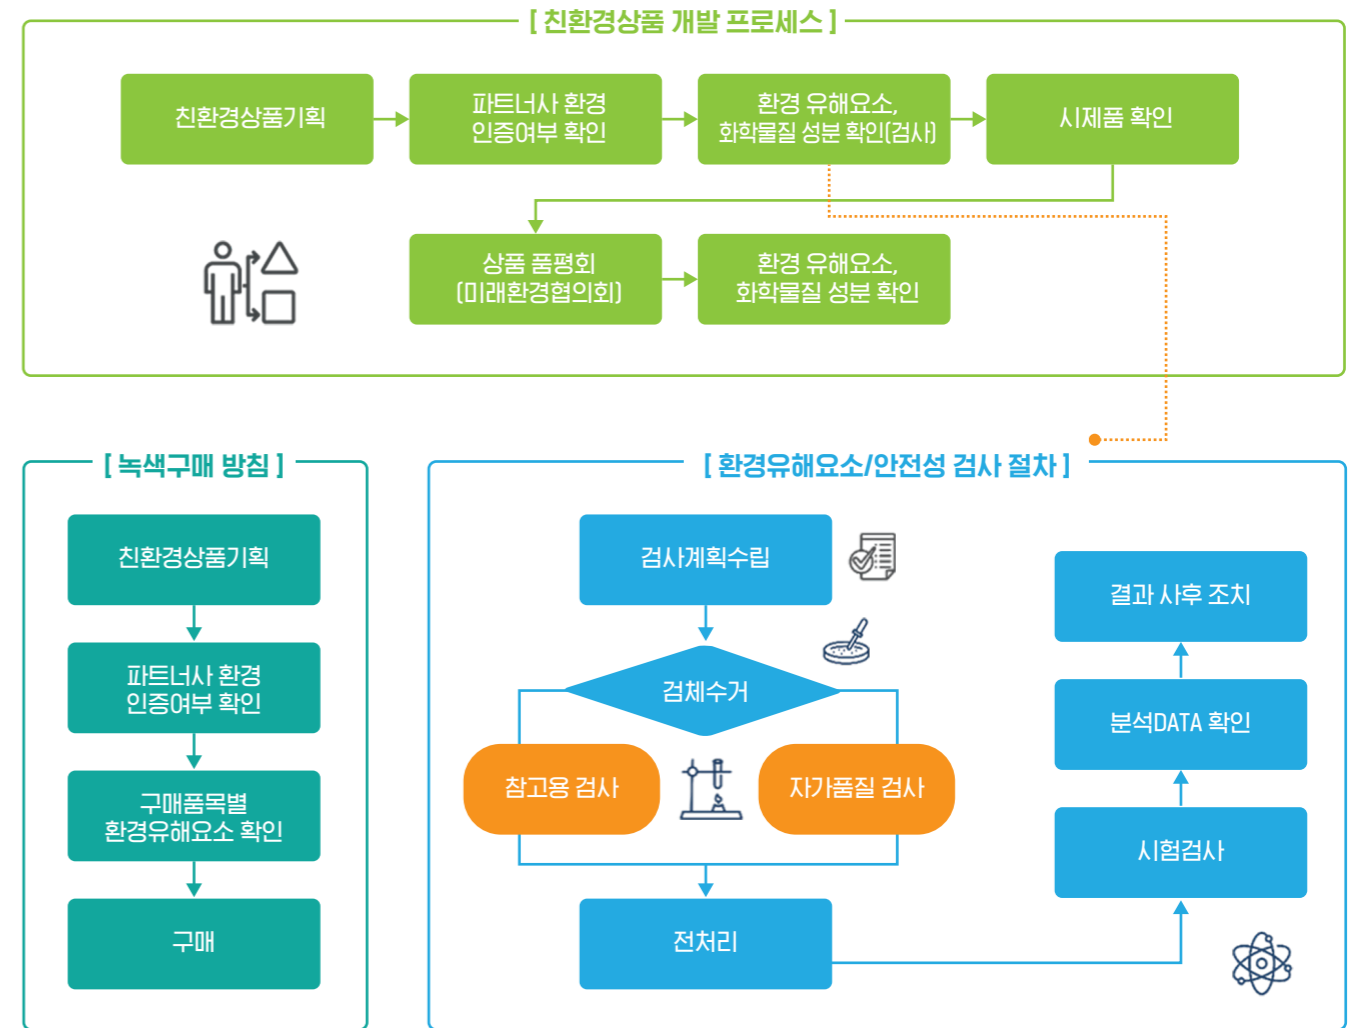 [ 친환경상품 개발 프로세스 ]
친환경상품기획
파트너사 환경
인증여부 확인
환경 유해요소,
화학물질 성분 확인(검사)
시제품 확인
상품 품평회
(미래환경협의회)
환경 유해요소,
화학물질 성분 확인
[ 녹색구매 방침 ]
친환경상품기획
파트너사 환경
인증여부 확인
구매품목별
환경유해요소 확인
구매
[ 환경유해요소/안전성 검사 절차 ]
검사계획수립
검체수거
참고용 검사
자가품질 검사
전처리
시험검사
분석DATA 확인
결과 사후 조치